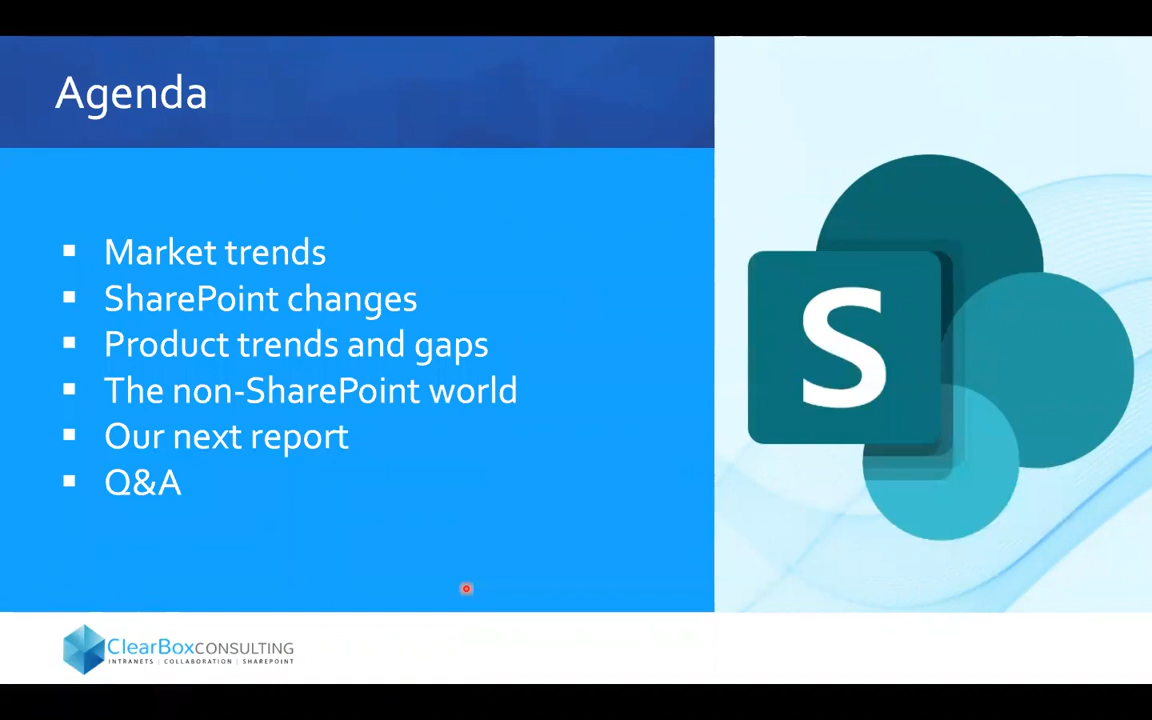 Agenda
Market trends
SharePoint changes
Product trends and gaps
The non-SharePoint world
Our next report
Q&A
S
ClearBoxCONSULTING
INTRANETS | COLLABORATION | SHAREPOINT